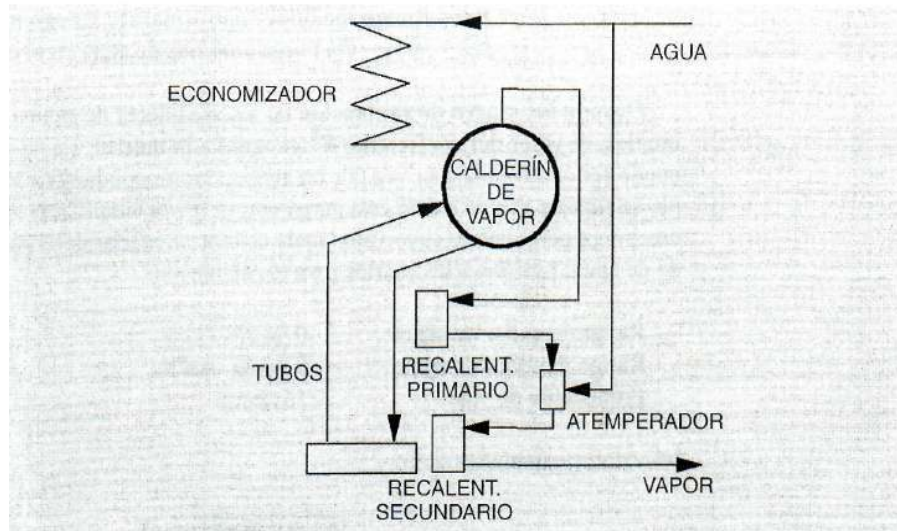 AGUA
ECONOMIZADOR
CALDERÍN
DE
VAPOR
TUBOS
RECALENT.
PRIMARIO
ATEMPERADOR
RECALENT.
SECUNDARIO
VAPOR